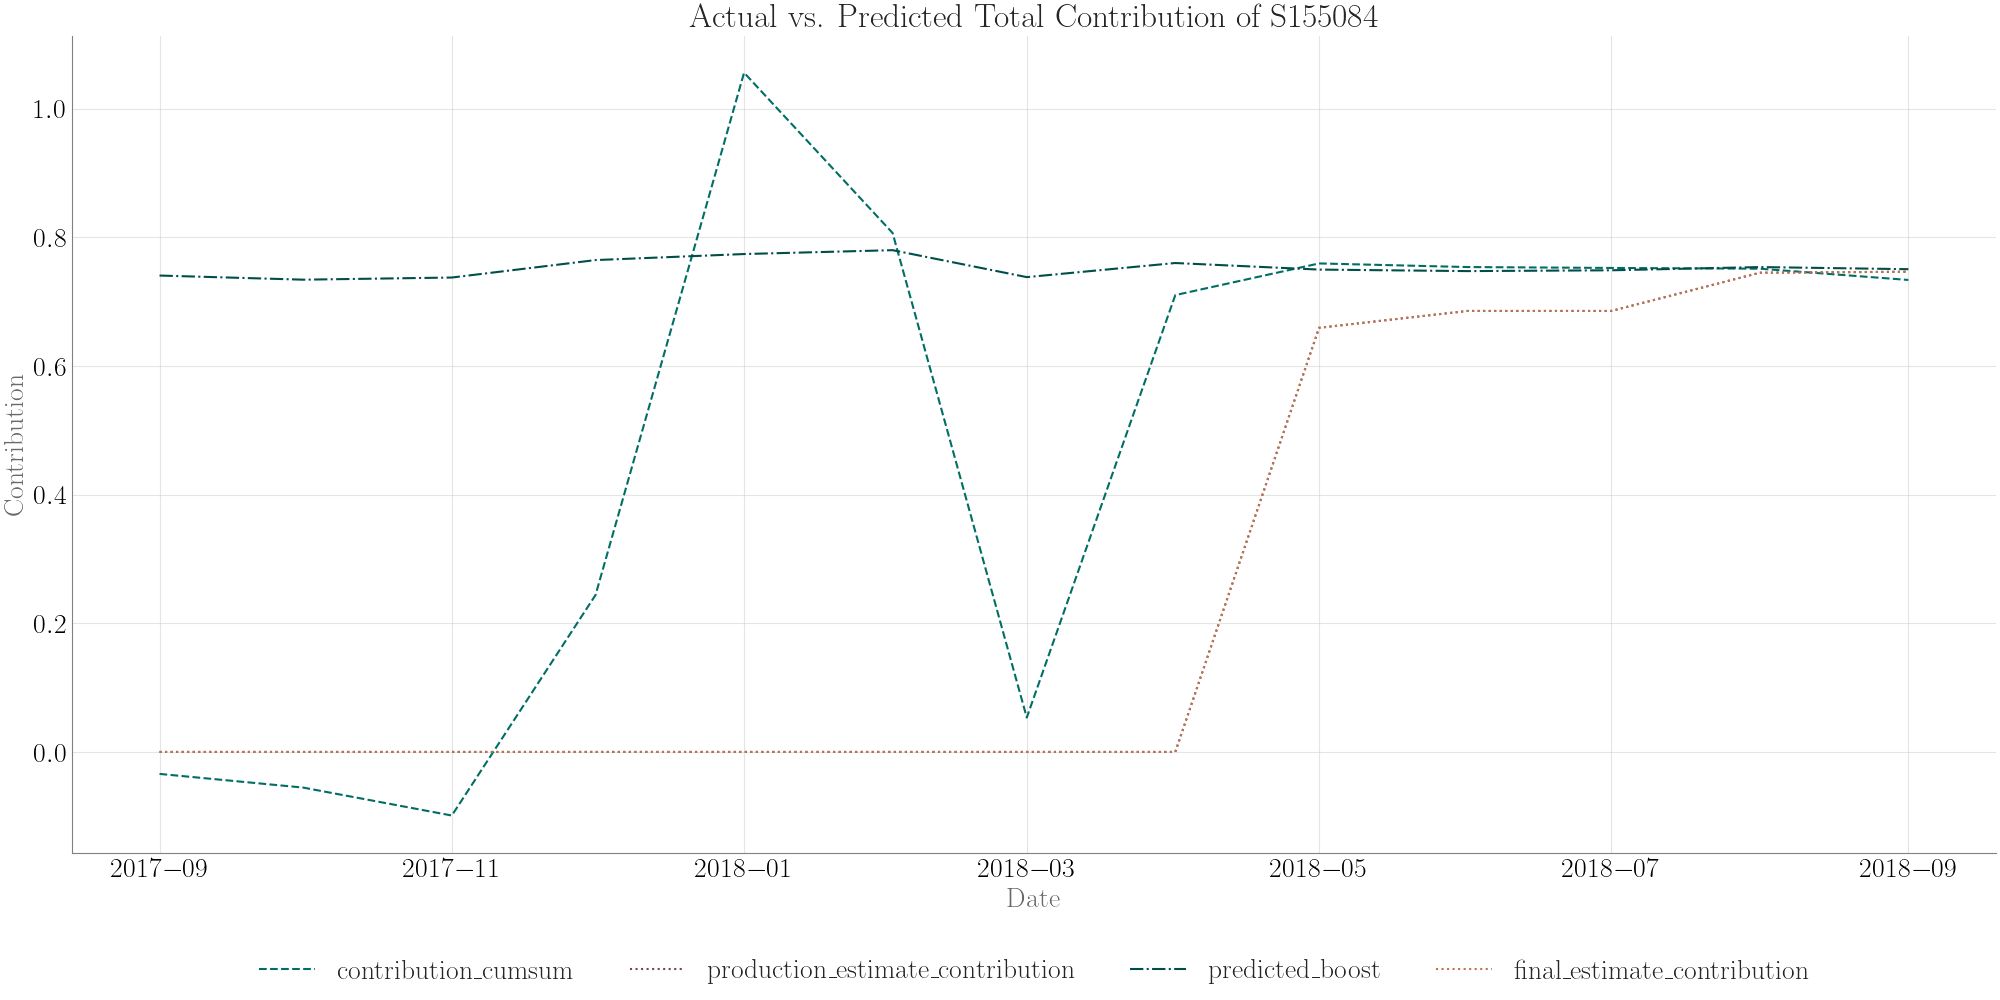 Actual vs. Predicted Total Contribution of S155084
1.0
0.8
0.6
0.4
0.2
0.0
Contribution
2017−09 2017−11 2018−01 2018−03 2018−05 2018−07 2018−09
Date
contribution_cumsum production_estimate_contribution predicted_boost final_estimate_contribution